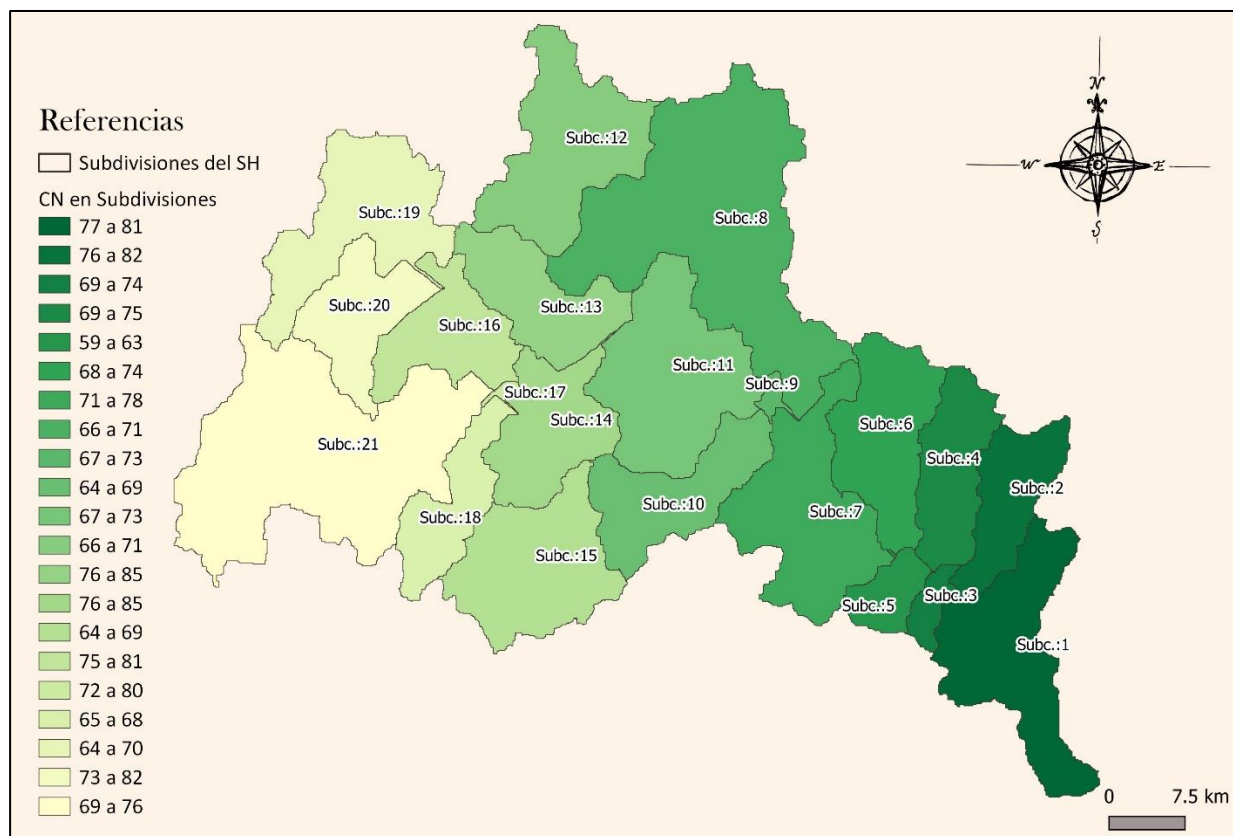 Referencias
Subdivisiones del SH
CN en Subdivisiones
77 a 81
76 a 82
69 a 74
69 a 75
59 a 63
68 a 74
71 a 78
66 a 71
67 a 73
64 a 69
67 a 73
66 a 71
76 a 85
76 a 85
64 a 69
75 a 81
72 a 80
65 a 68
64 a 70
73 a 82
69 a 76
Subc.:12
Subc.:19
Subc.:8
Subc.:20
Subc.:13
Subc.:16
Subc.:11
Subc.:9
Subc.:17
Subc.:14
Subc.:6
Subc.:21
Subc.:4
Subc.:2
Subc.:10
Subc.:7
Subc.:18
Subc.:15
Subc.:3
Subc.:5
Subc.:1
N
W
E
S
0 7.5 km